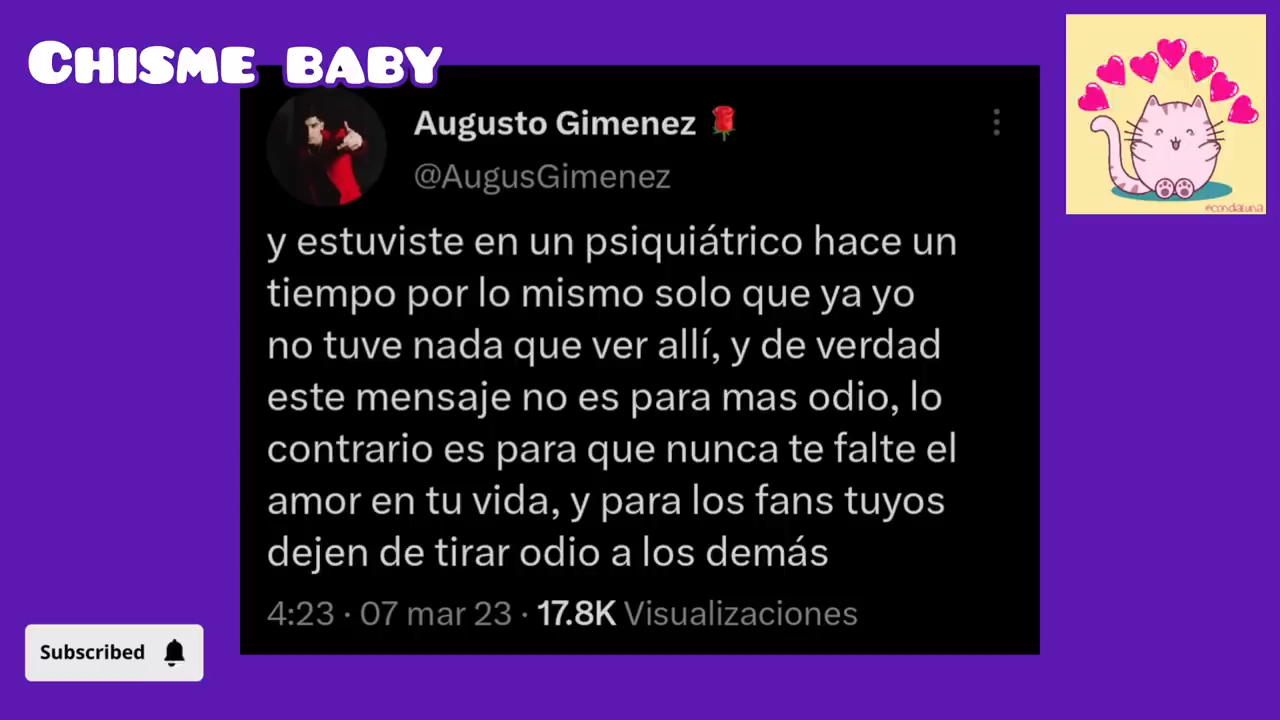 CHISME BABY
Augusto Gimenez
@AugusGimenez
y estuviste en un psiquiátrico hace un
tiempo por lo mismo solo que ya yo
no tuve nada que ver allí, y de verdad
este mensaje no es para mas odio, lo
contrario es para que nunca te falte el
amor en tu vida, y para los fans tuyos
dejen de tirar odio a los demás
4:23 · 07 mar 23 · 17.8K Visualizaciones
Subscribed
@condaluna